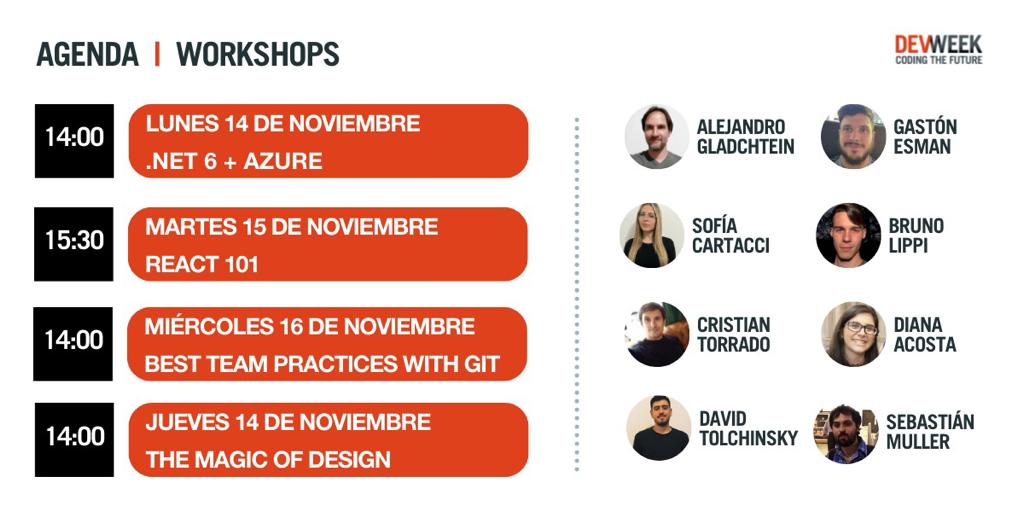 AGENDA | WORKSHOPS
DEVWEEK
CODING THE FUTURE
14:00
LUNES 14 DE NOVIEMBRE
.NET 6 + AZURE
15:30
MARTES 15 DE NOVIEMBRE
REACT 101
14:00
MIÉRCOLES 16 DE NOVIEMBRE
BEST TEAM PRACTICES WITH GIT
14:00
JUEVES 14 DE NOVIEMBRE
THE MAGIC OF DESIGN
ALEJANDRO
GLADCHTEIN
GASTÓN
ESMAN
SOFÍA
CARTACCI
BRUNO
LIPPI
CRISTIAN
TORRADO
DIANA
ACOSTA
DAVID
TOLCHINSKY
SEBASTIÁN
MULLER